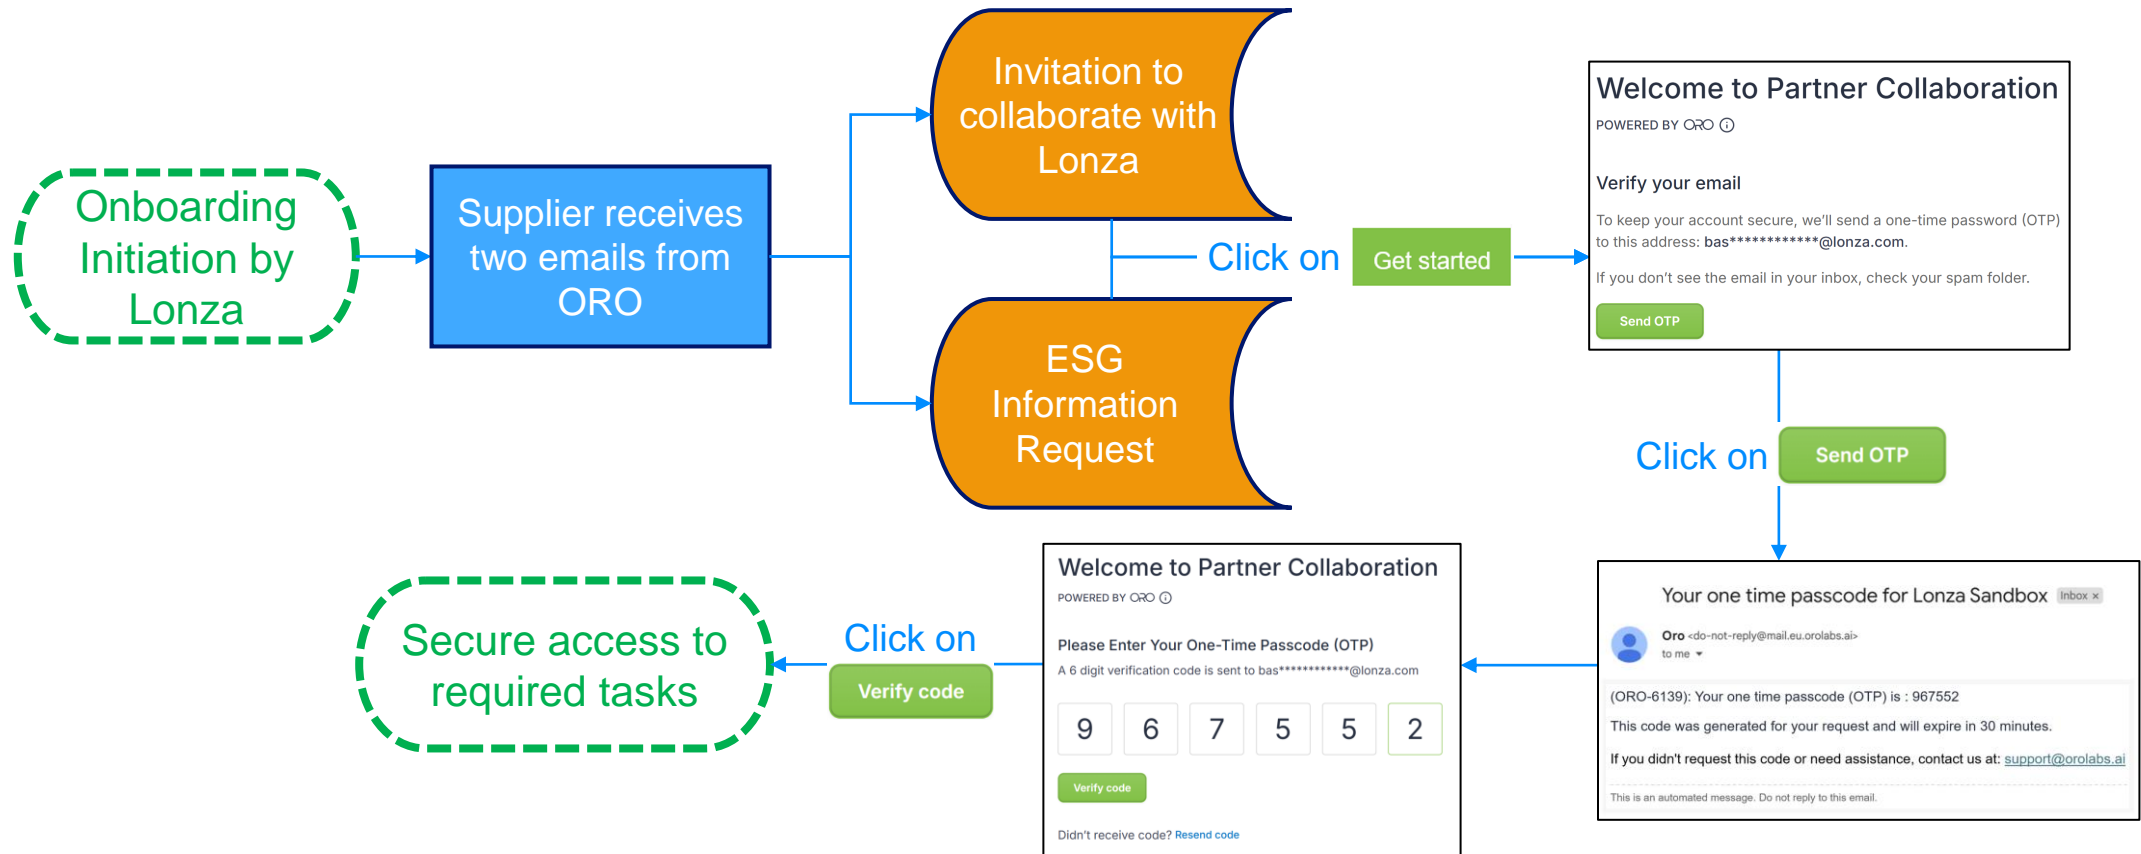 Onboarding
Initiation by
Lonza
Supplier receives
two emails from
ORO
Invitation to
collaborate with
Lonza
ESG
Information
Request
Click on
Get started
Welcome to Partner Collaboration
POWERED BY ORO
Verify your email
To keep your account secure, we'll send a one-time password (OTP)
to this address: bas************@lonza.com.
If you don't see the email in your inbox, check your spam folder.
Send OTP
Click on
Send OTP
Your one time passcode for Lonza Sandbox Inbox ×
Oro <do-not-reply@mail.eu.orolabs.ai>
to me
(ORO-6139): Your one time passcode (OTP) is : 967552
This code was generated for your request and will expire in 30 minutes.
If you didn't request this code or need assistance, contact us at: support@orolabs.ai
This is an automated message. Do not reply to this email.
Welcome to Partner Collaboration
POWERED BY ORO
Please Enter Your One-Time Passcode (OTP)
A 6 digit verification code is sent to bas************@lonza.com
9 6 7 5 5 2
Verify code
Didn't receive code? Resend code
Click on
Verify code
Secure access to
required tasks